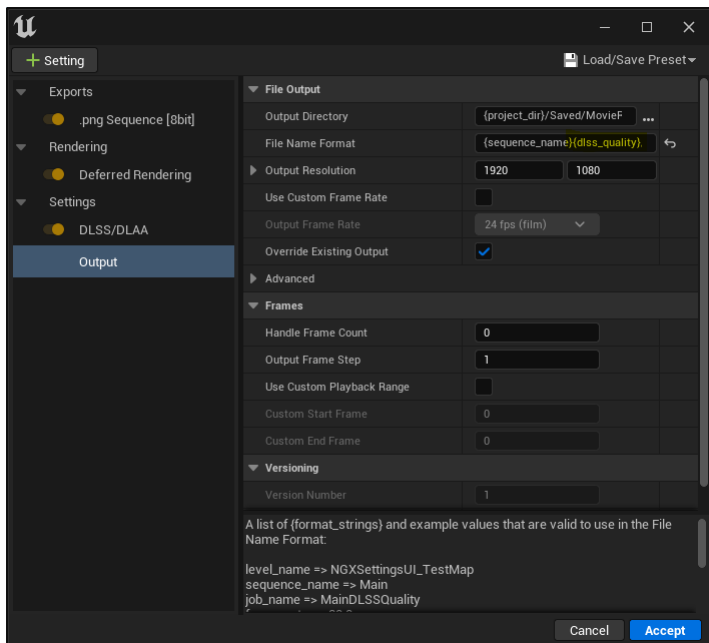 + Setting
Load/Save Preset
Exports
.png Sequence [8bit]
Rendering
Deferred Rendering
Settings
DLSS/DLAA
Output
File Output
Output Directory {project_dir}/Saved/MovieF ...
File Name Format {sequence_name}{dlss_quality}.
Output Resolution 1920 1080
Use Custom Frame Rate
Output Frame Rate 24 fps (film)
Override Existing Output
Advanced
Frames
Handle Frame Count 0
Output Frame Step 1
Use Custom Playback Range
Custom Start Frame 0
Custom End Frame 0
Versioning
Version Number 1
A list of {format_strings} and example values that are valid to use in the File
Name Format:
level_name => NGXSettingsUI_TestMap
sequence_name => Main
job_name => MainDLSSQuality
Cancel Accept